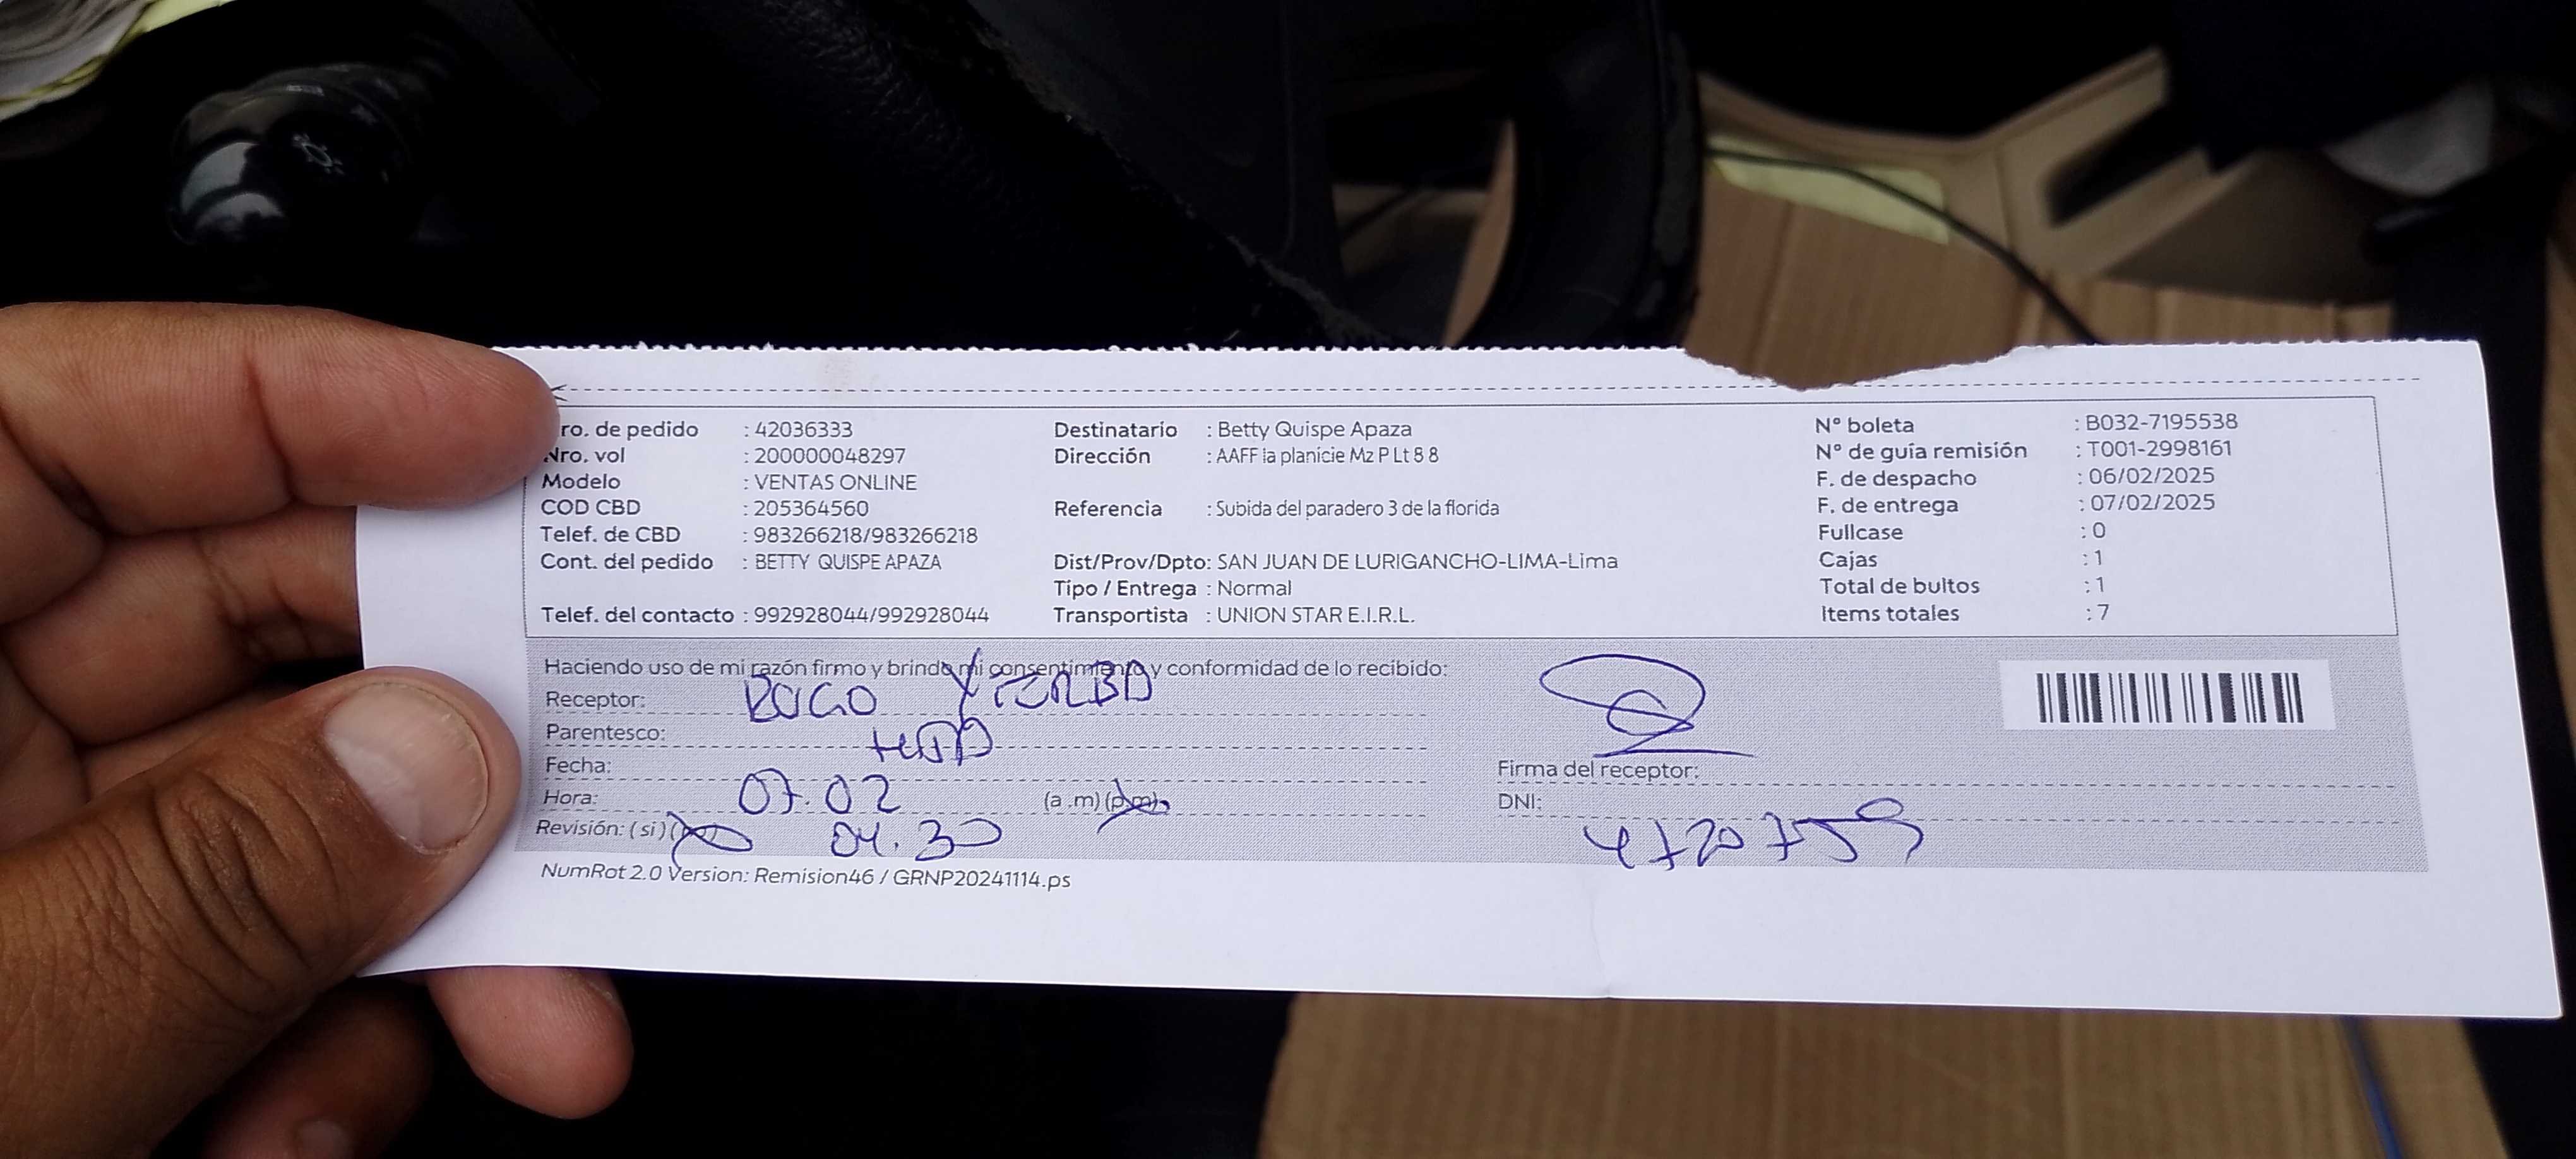 ro. de pedido : 42036333
Nro. vol : 200000048297
Modelo : VENTAS ONLINE
COD CBD : 205364560
Telef. de CBD : 983266218/983266218
Cont. del pedido : BETTY QUISPE APAZA
Telef. del contacto : 992928044/992928044
Destinatario : Betty Quispe Apaza
Dirección : AAFF la planicie Mz P Lt 8 8
Referencia : Subida del paradero 3 de la florida
Dist/Prov/Dpto: SAN JUAN DE LURIGANCHO-LIMA-Lima
Tipo / Entrega : Normal
Transportista : UNION STAR E.I.R.L.
Nº boleta : B032-7195538
Nº de guía remisión : T001-2998161
F. de despacho : 06/02/2025
F. de entrega : 07/02/2025
Fullcase : 0
Cajas : 1
Total de bultos : 1
Items totales : 7
Haciendo uso de mi razón firmo y brindo mi consentimiento y conformidad de lo recibido:
Receptor:
Parentesco:
Fecha: 07.02
Hora: 04.30 (a .m) (p.m).
Revisión: ( si ) (
Firma del receptor:
DNI:
NumRot 2.0 Version: Remision46 / GRNP20241114.ps